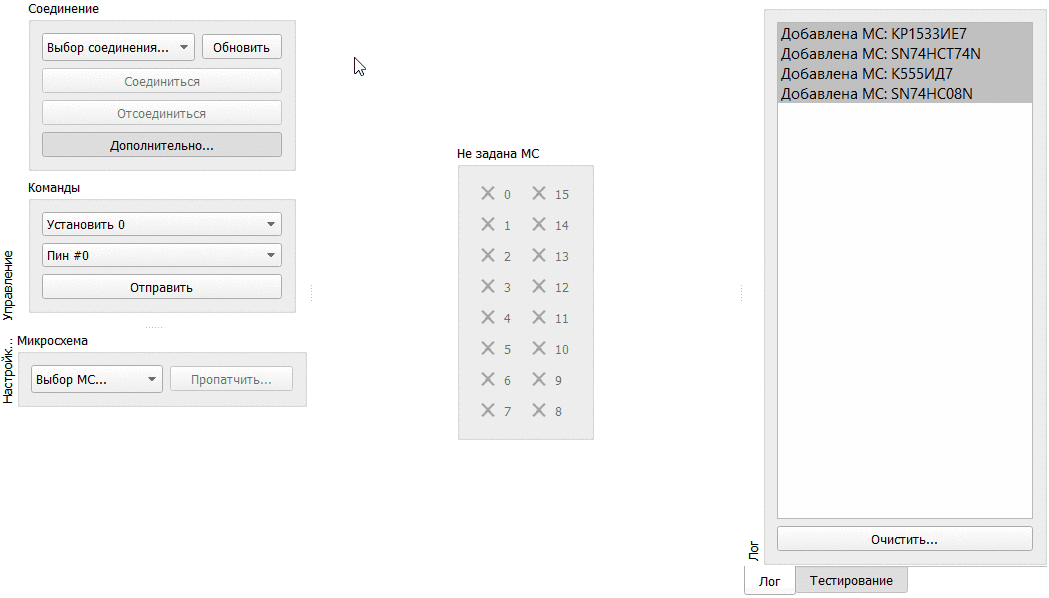 Соединение
Выбор соединения...
Обновить
Соединиться
Отсоединиться
Дополнительно...
Команды
Установить 0
Пин #0
Отправить
Управление
Микросхема
Выбор МС...
Пропатчить...
Настройк...
Не задана МС
0 15
1 14
2 13
3 12
4 11
5 10
6 9
7 8
Добавлена МС: КР1533ИЕ7
Добавлена МС: SN74HCT74N
Добавлена МС: К555ИД7
Добавлена МС: SN74HC08N
Очистить...
Лог
Лог
Тестирование